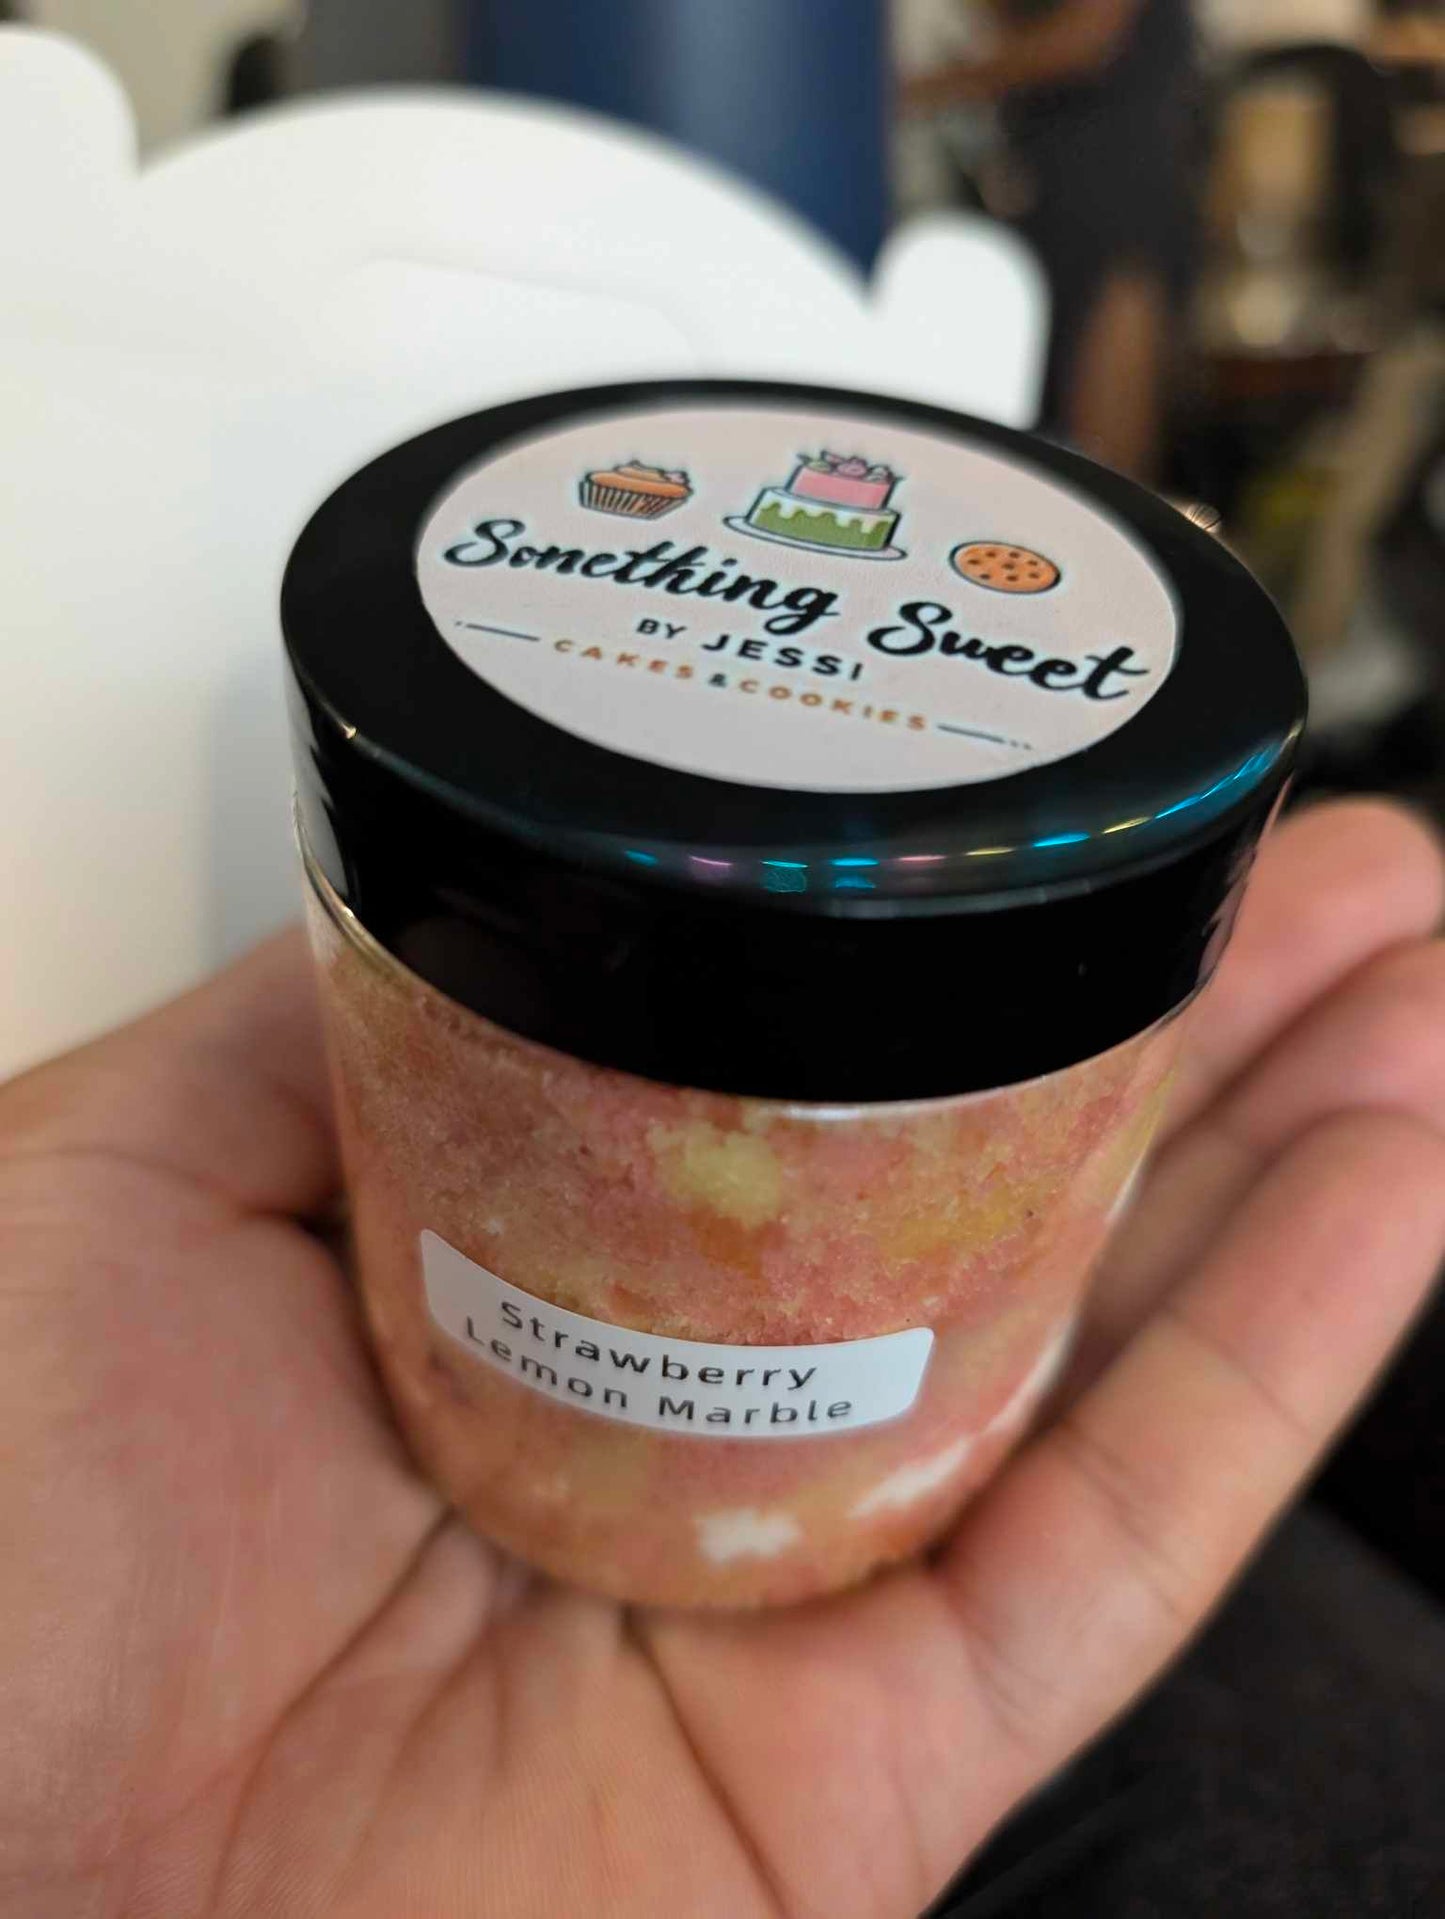 Something Sweet
BY JESSI
CAKES & COOKIES
Strawberry
Lemon Marble